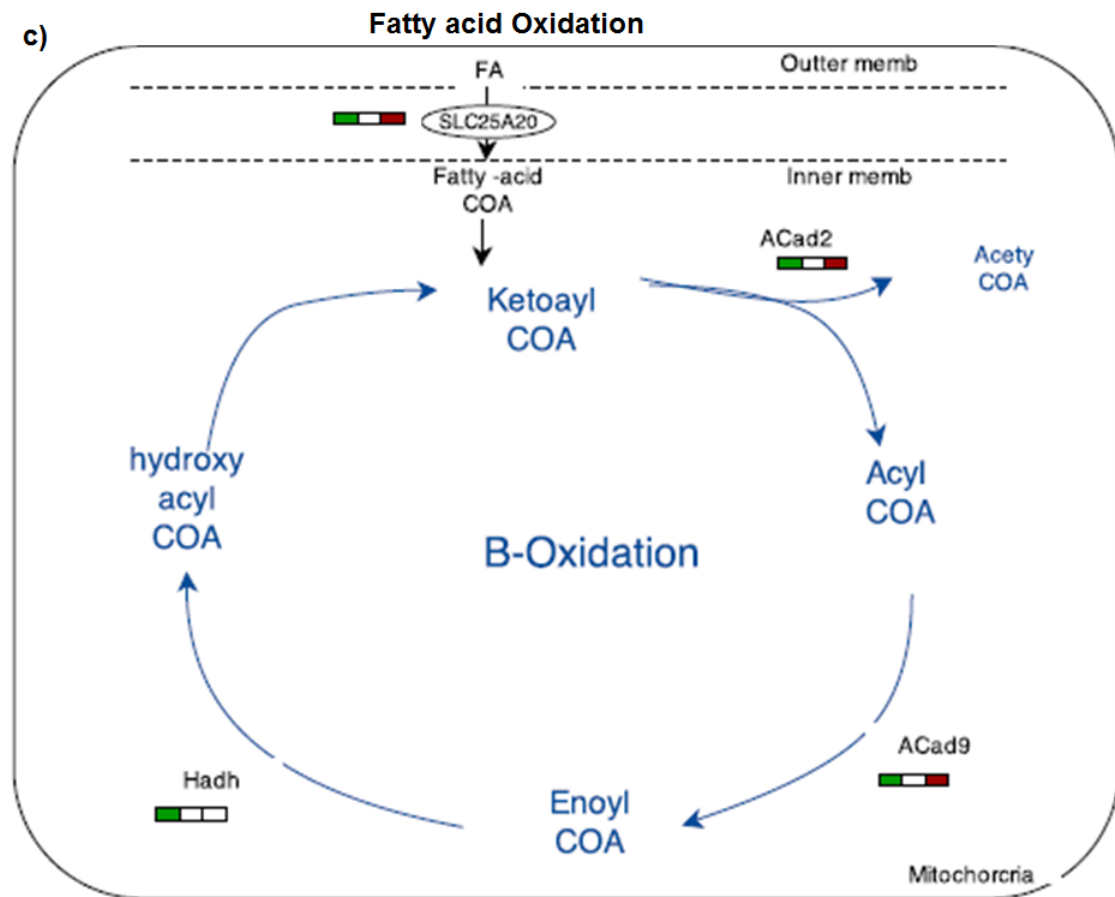 c)
Fatty acid Oxidation
FA
Outter memb
SLC25A20
Fatty -acid
COA
Inner memb
ACad2
Acety
COA
Ketoayl
COA
hydroxy
acyl
COA
Acyl
COA
B-Oxidation
ACad9
Hadh
Enoyl
COA
Mitochorcria